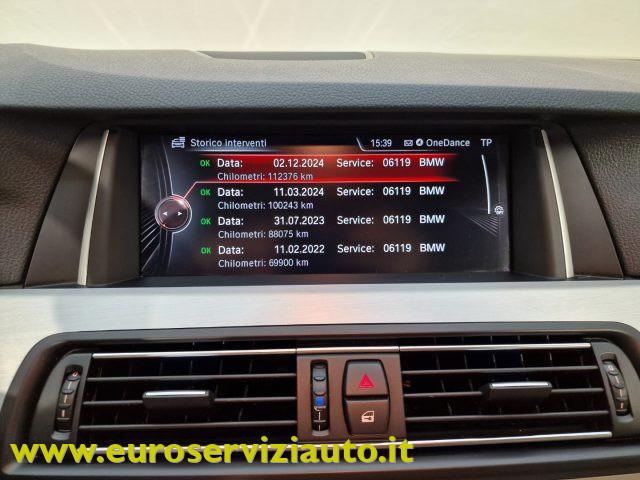 Storico interventi 15:39 OneDance TP
OK Data: 02.12.2024 Service: 06119 BMW
Chilometri: 112376 km
OK Data: 11.03.2024 Service: 06119 BMW
Chilometri: 100243 km
OK Data: 31.07.2023 Service: 06119 BMW
Chilometri: 88075 km
OK Data: 11.02.2022 Service: 06119 BMW
Chilometri: 69900 km
www.euroserviziauto.it